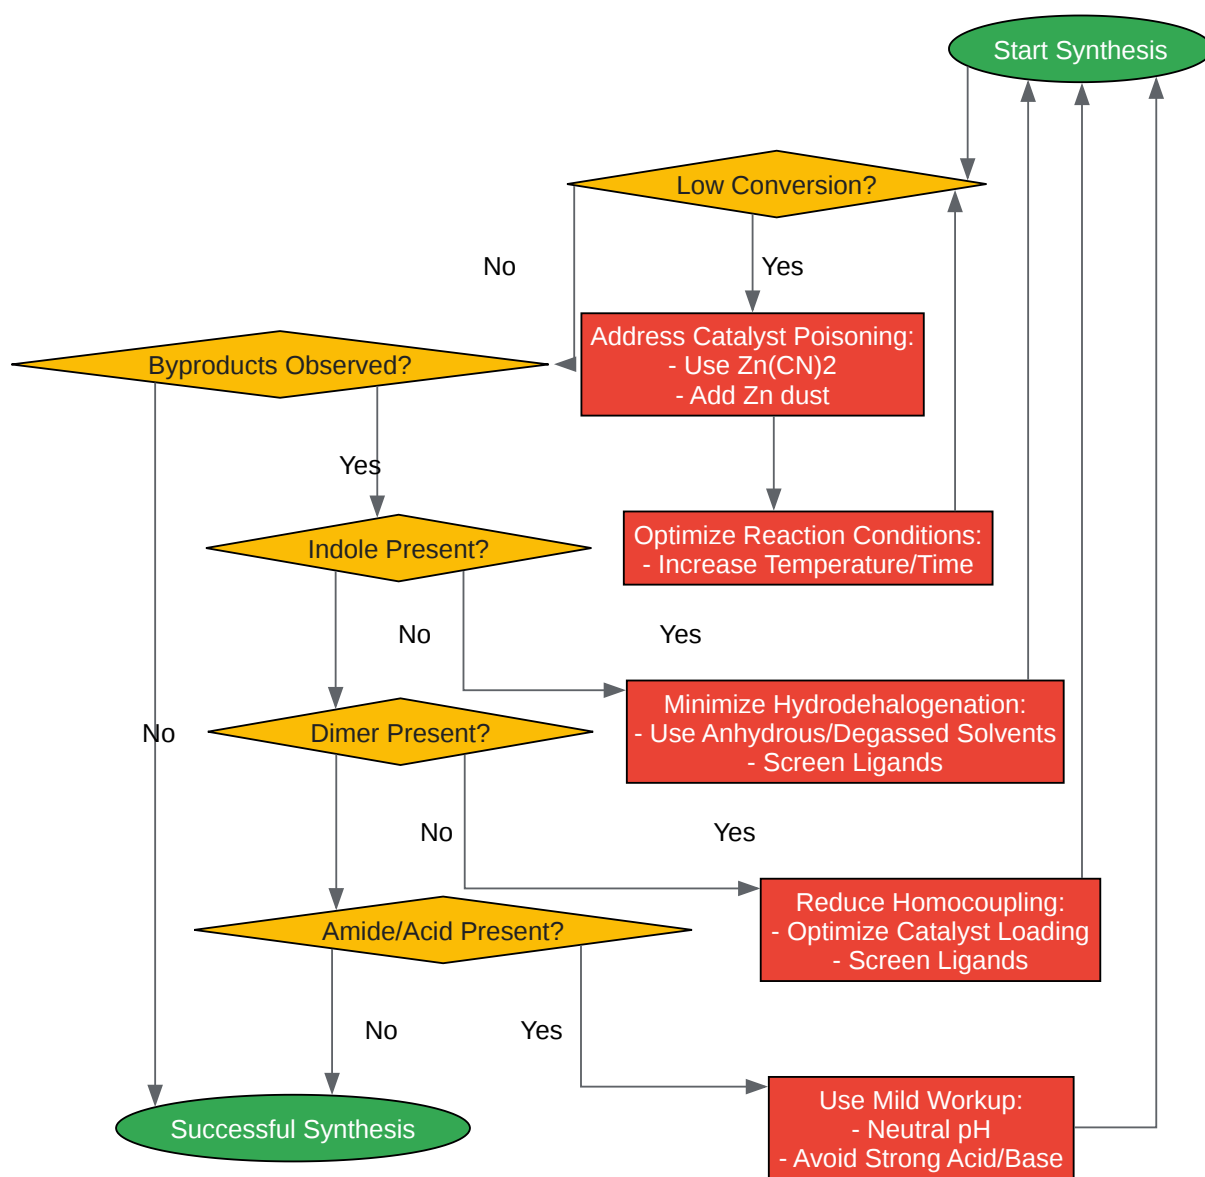 Start Synthesis
Low Conversion?
No
Yes
Address Catalyst Poisoning:
- Use Zn(CN)2
- Add Zn dust
Byproducts Observed?
Yes
Optimize Reaction Conditions:
- Increase Temperature/Time
Indole Present?
No
Yes
Minimize Hydrodehalogenation:
- Use Anhydrous/Degassed Solvents
- Screen Ligands
No
Dimer Present?
No
Yes
Reduce Homocoupling:
- Optimize Catalyst Loading
- Screen Ligands
Amide/Acid Present?
No
Yes
Use Mild Workup:
- Neutral pH
- Avoid Strong Acid/Base
Successful Synthesis